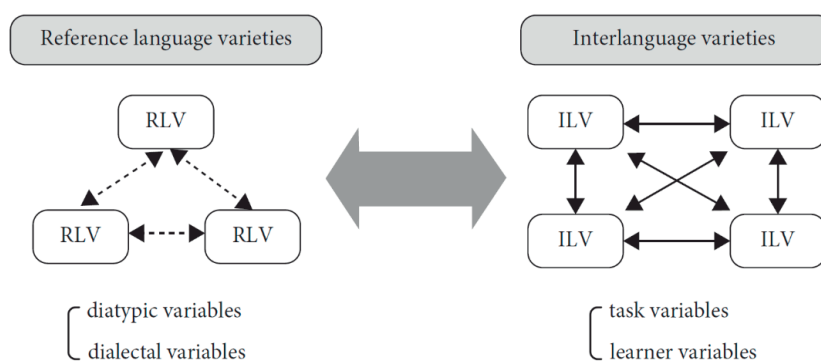 Reference language varieties
RLV
RLV
RLV
diatypic variables
dialectal variables
Interlanguage varieties
ILV
ILV
ILV
ILV
task variables
learner variables